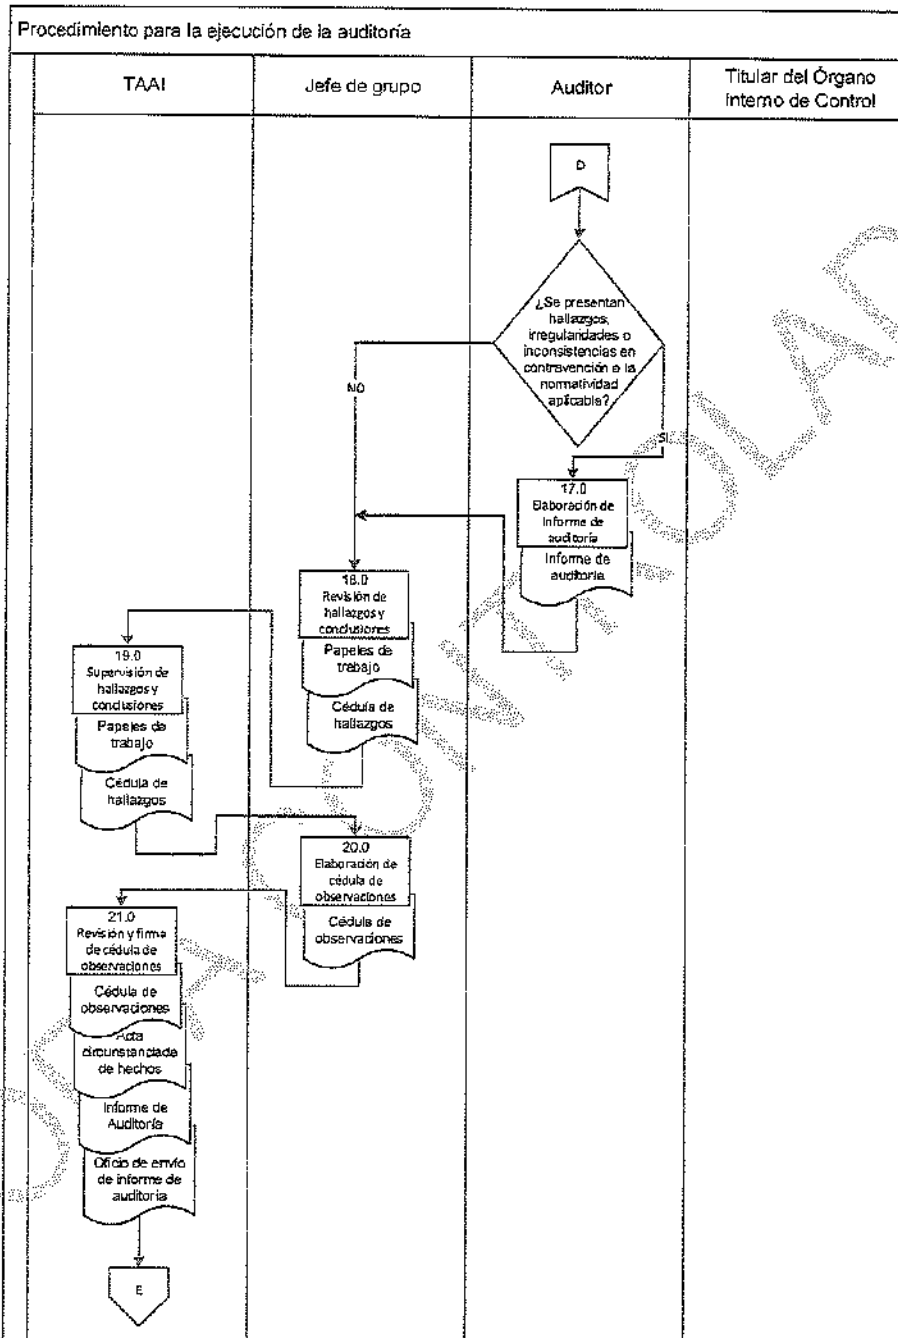 Procedimiento para la ejecución de la auditoría
TAAI
Jefe de grupo
Auditor
Titular del Órgano
Interno de Control
D
¿Se presentan
hallazgos,
irregularidades o
inconsistencias en
contravención a la
normatividad
aplicable?
NO
SI
17.0
Elaboración de
Informe de
auditoría
Informe de
auditoría
18.0
Revisión de
hallazgos y
conclusiones
Papeles de
trabajo
Cédula de
hallazgos
19.0
Supervisión de
hallazgos y
conclusiones
Papeles de
trabajo
Cédula de
hallazgos
20.0
Elaboración de
cédula de
observaciones
Cédula de
observaciones
21.0
Revisión y firma
de cédula de
observaciones
Cédula de
observaciones
Acta
circunstanciada
de hechos
Informe de
Auditoría
Oficio de envío
de informe de
auditoría
E